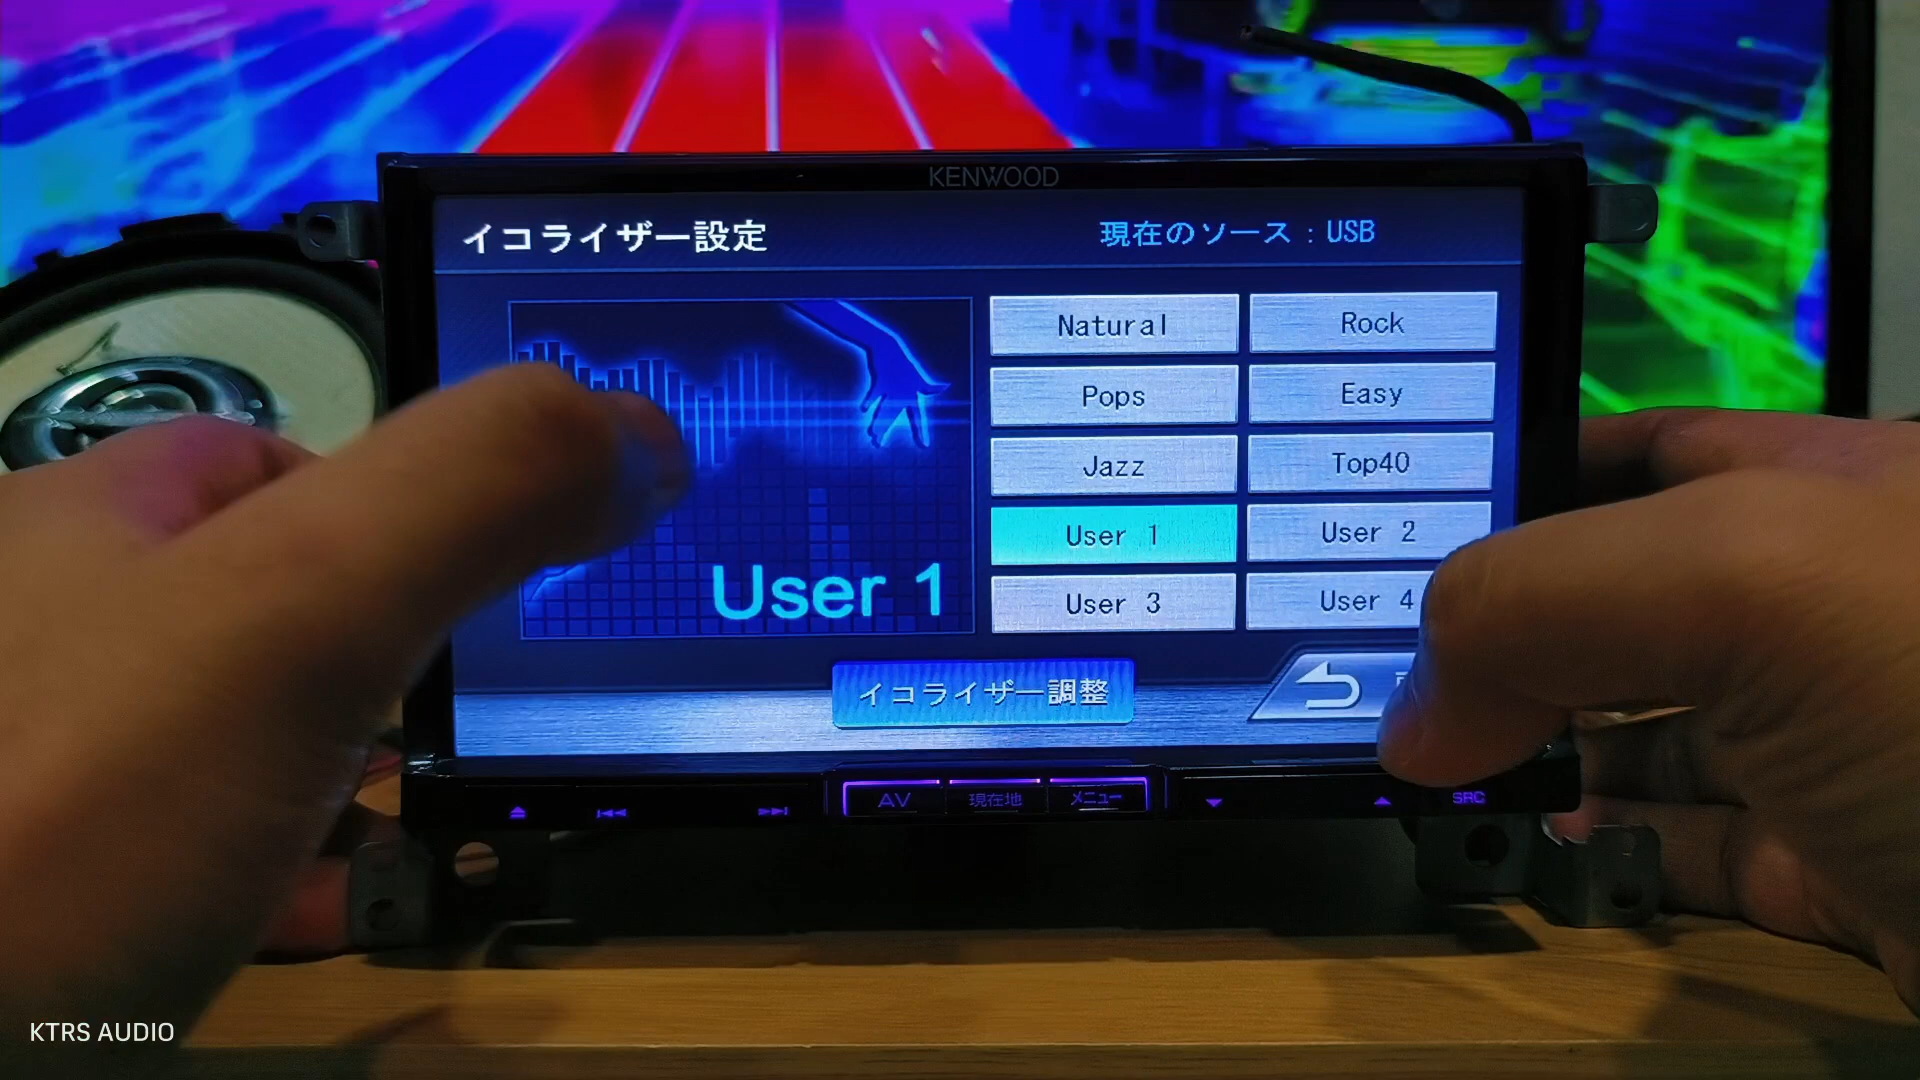 KENWOOD
イコライザー設定
現在のソース : USB
Natural
Rock
Pops
Easy
Jazz
Top40
User 1
User 2
User 3
User 4
User 1
イコライザー調整
AV
現在地
メニュー
SRC
KTRS AUDIO